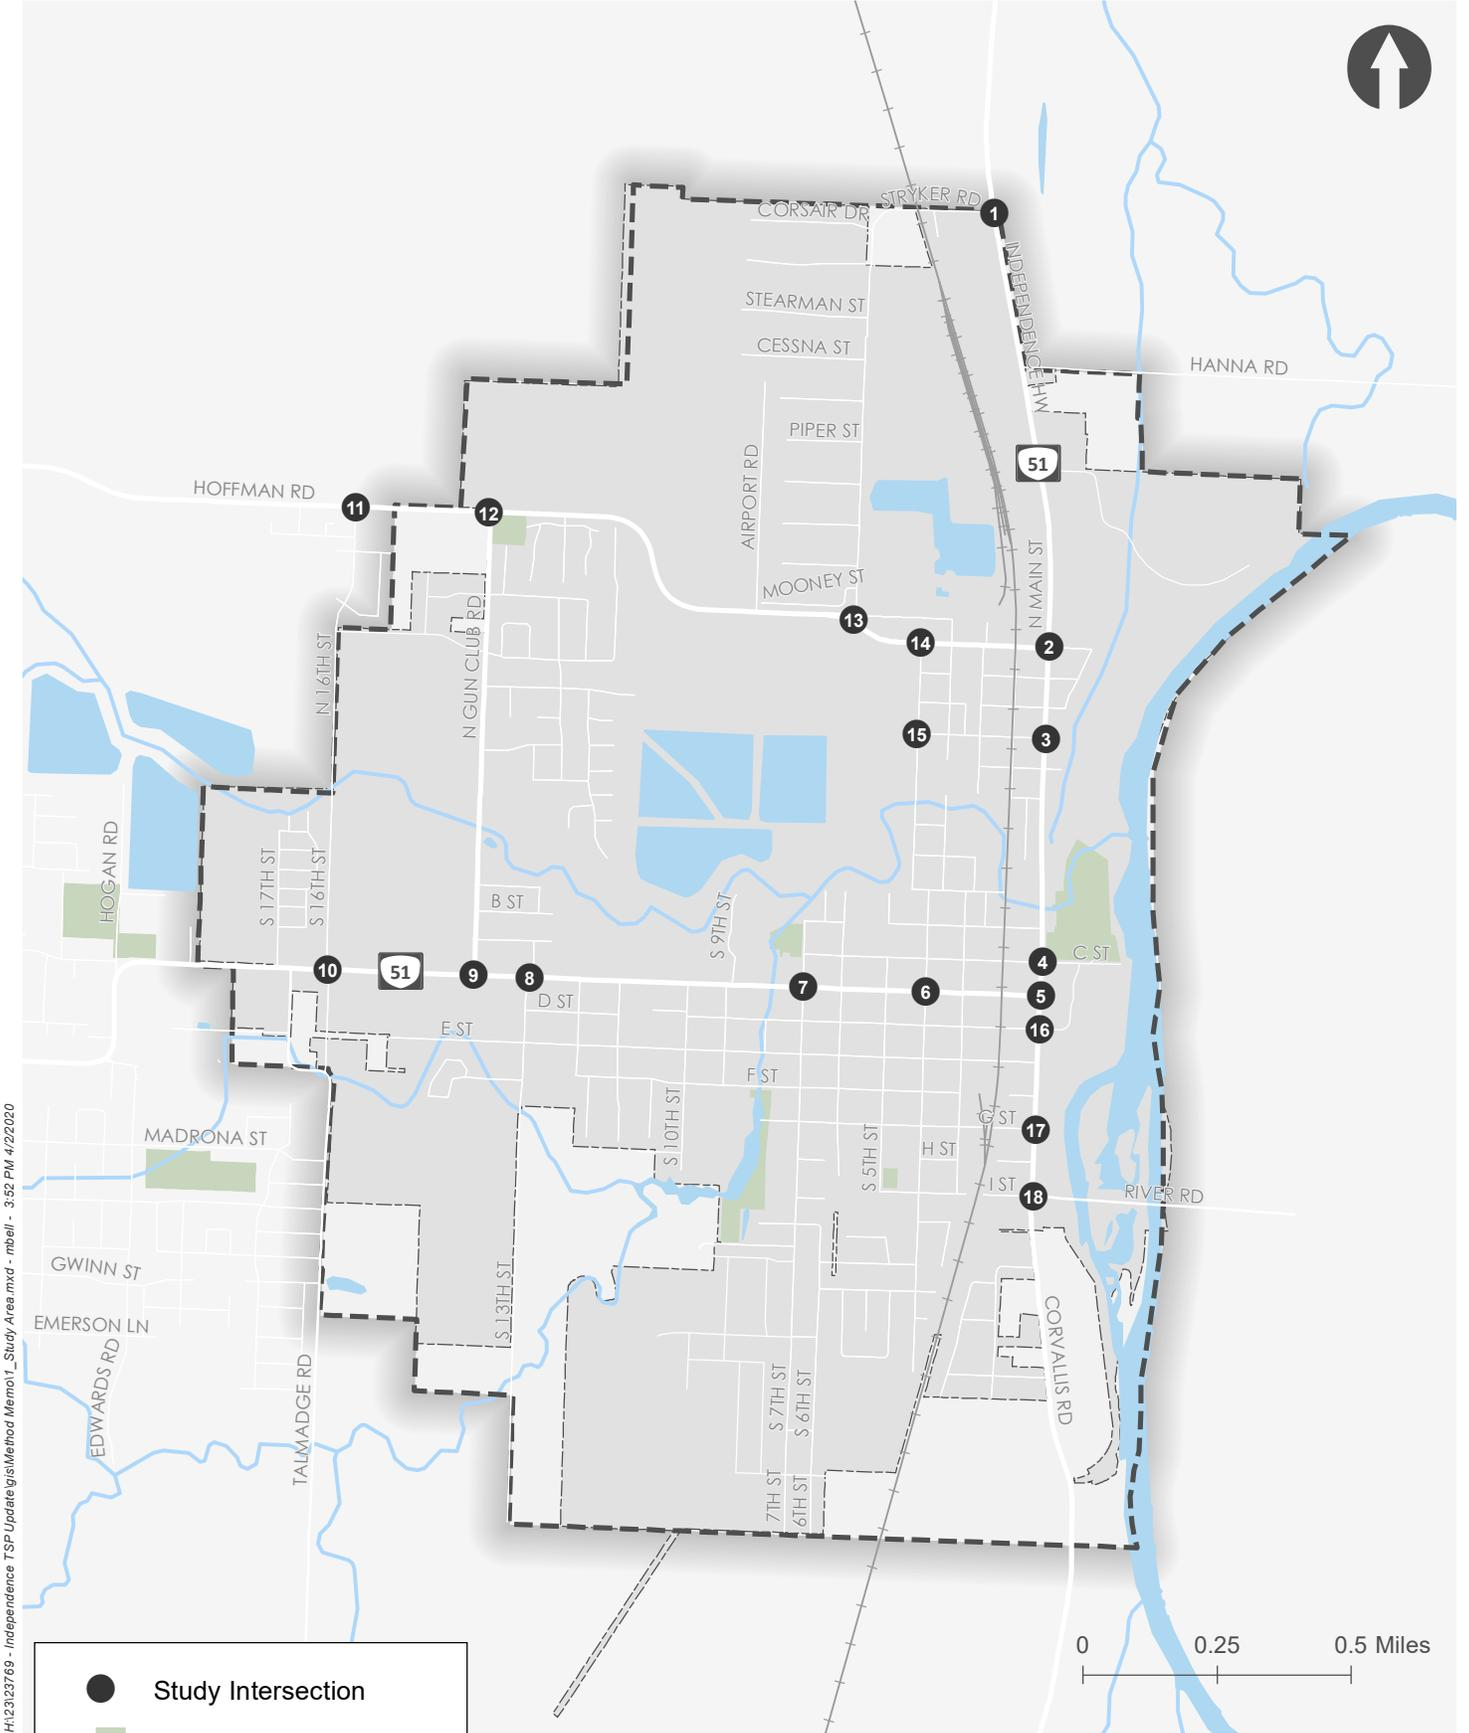 STRYKER RD
CORSAIR DR
1
INDEPENDENCE HW
STEARMAN ST
CESSNA ST
HANNA RD
PIPER ST
AIRPORT RD
51
HOFFMAN RD
11
12
N MAIN ST
MOONEY ST
13
14
2
N GUN CLUB RD
N 16TH ST
15
3
HOGAN RD
S 17TH ST
S 16TH ST
B ST
S 9TH ST
C ST
4
10
51
9
8
7
6
5
D ST
E ST
16
F ST
S 10TH ST
G ST
17
MADRONA ST
S 5TH ST
H ST
I ST
18
RIVER RD
GWINN ST
S 13TH ST
EMERSON LN
EDWARDS RD
TALMADGE RD
CORVALLIS RD
S 7TH ST
S 6TH ST
7TH ST
6TH ST
0 0.25 0.5 Miles
Study Intersection
H:\23\23769 - Independence TSP Update\gis\Method Memo\1_Study Area.mxd - mbell - 3:52 PM 4/2/2020